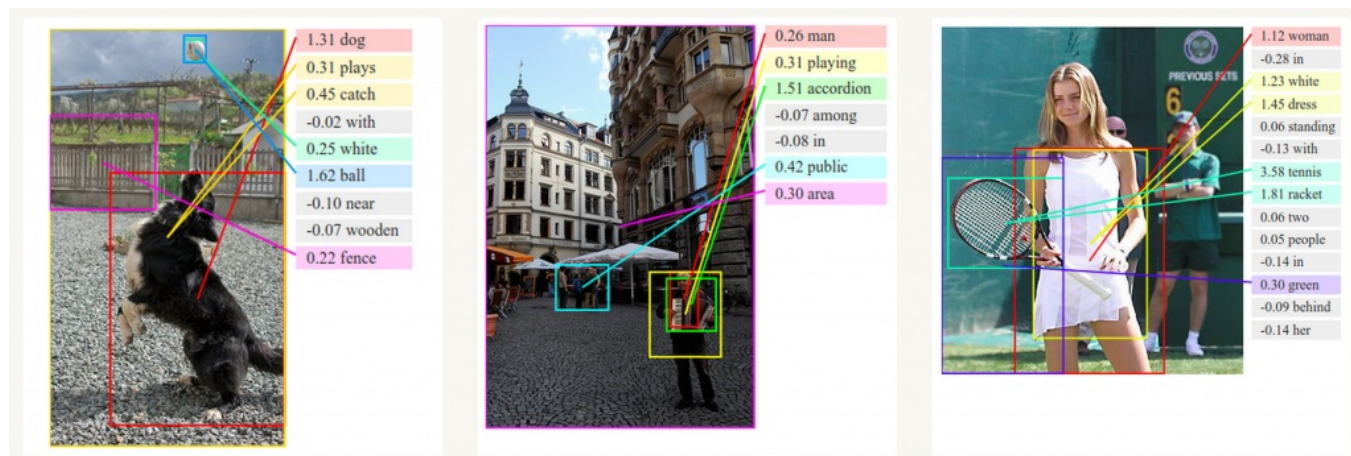 1.31 dog
0.31 plays
0.45 catch
-0.02 with
0.25 white
1.62 ball
-0.10 near
-0.07 wooden
0.22 fence
0.26 man
0.31 playing
1.51 accordion
-0.07 among
-0.08 in
0.42 public
0.30 area
PREVIOUS SETS
6
1.12 woman
-0.28 in
1.23 white
1.45 dress
0.06 standing
-0.13 with
3.58 tennis
1.81 racket
0.06 two
0.05 people
-0.14 in
0.30 green
-0.09 behind
-0.14 her